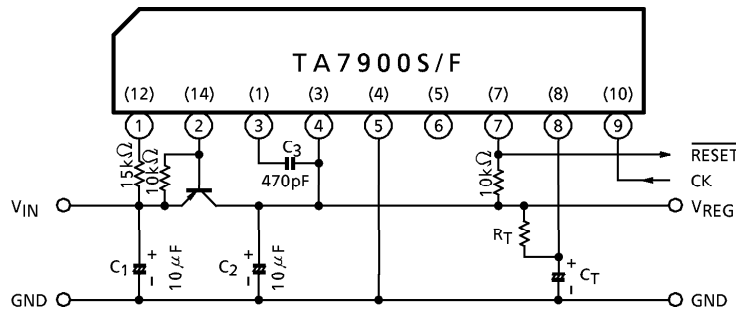 TA7900S/F
(12) (14) (1) (3) (4) (5) (7) (8) (10)
1 2 3 4 5 6 7 8 9
15kΩ
10kΩ
C3
470pF
10kΩ
RESET
CK
VIN
VREG
RT
C1
+
-
10μF
C2
+
-
10μF
+
-
CT
GND
GND